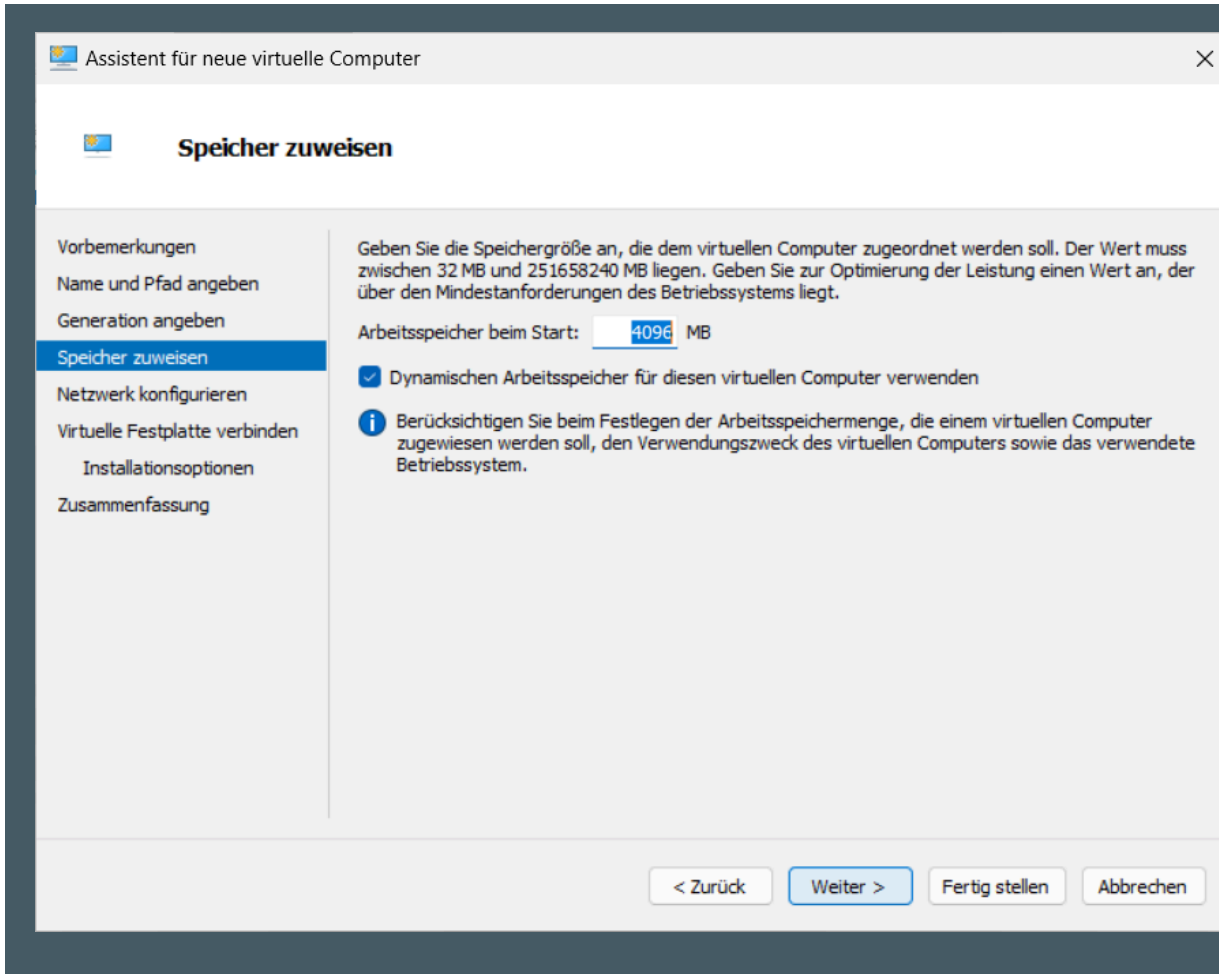 Assistent für neue virtuelle Computer
Speicher zuweisen
Vorbemerkungen
Name und Pfad angeben
Generation angeben
Speicher zuweisen
Netzwerk konfigurieren
Virtuelle Festplatte verbinden
Installationsoptionen
Zusammenfassung
Geben Sie die Speichergröße an, die dem virtuellen Computer zugeordnet werden soll. Der Wert muss
zwischen 32 MB und 251658240 MB liegen. Geben Sie zur Optimierung der Leistung einen Wert an, der
über den Mindestanforderungen des Betriebssystems liegt.
Arbeitsspeicher beim Start: 4096 MB
Dynamischen Arbeitsspeicher für diesen virtuellen Computer verwenden
Berücksichtigen Sie beim Festlegen der Arbeitsspeichermenge, die einem virtuellen Computer
zugewiesen werden soll, den Verwendungszweck des virtuellen Computers sowie das verwendete
Betriebssystem.
< Zurück Weiter > Fertig stellen Abbrechen